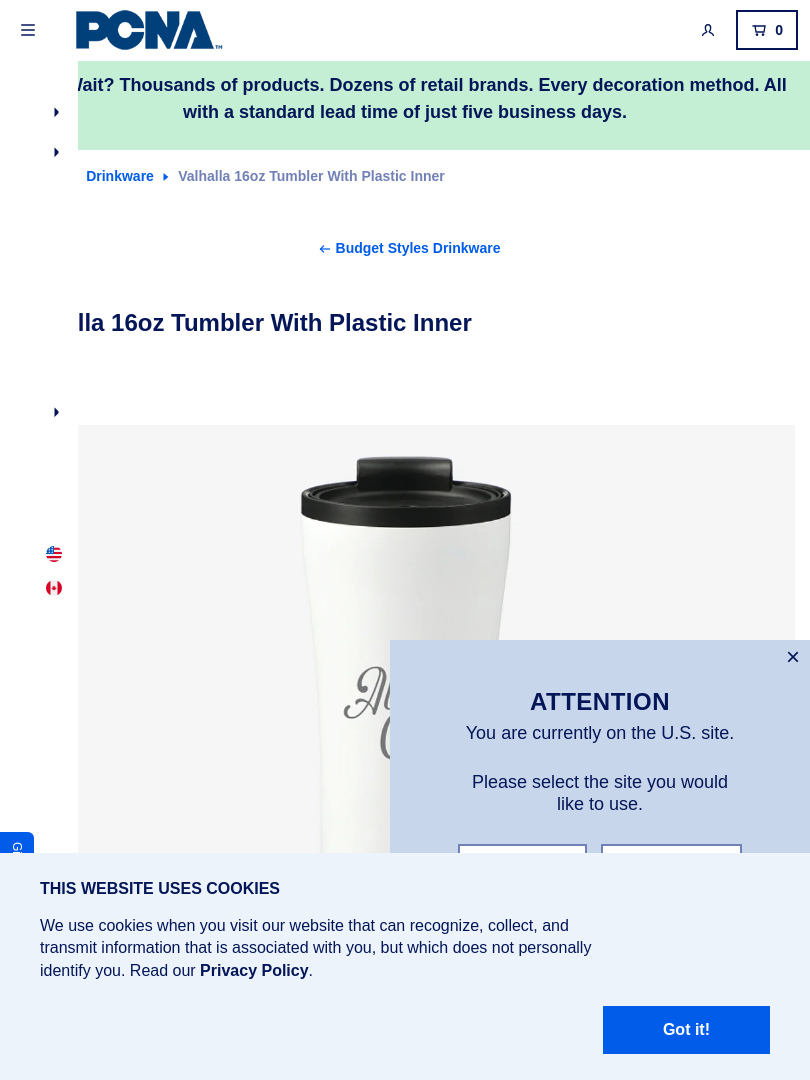 PCNA™
0
Wait? Thousands of products. Dozens of retail brands. Every decoration method. All
with a standard lead time of just five business days.
Drinkware
Valhalla 16oz Tumbler With Plastic Inner
Budget Styles Drinkware
lla 16oz Tumbler With Plastic Inner
ATTENTION
You are currently on the U.S. site.
Please select the site you would
like to use.
THIS WEBSITE USES COOKIES
We use cookies when you visit our website that can recognize, collect, and
transmit information that is associated with you, but which does not personally
identify you. Read our Privacy Policy.
Got it!